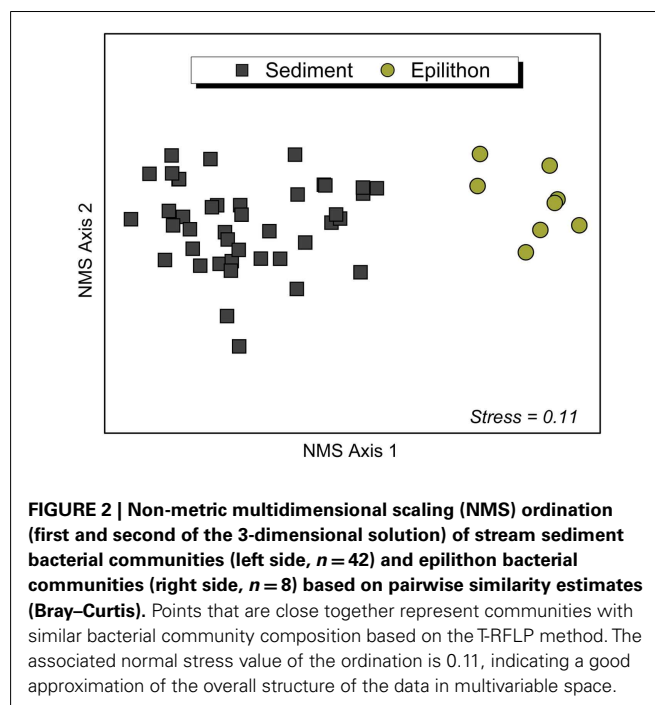 Sediment Epilithon
NMS Axis 2
Stress = 0.11
NMS Axis 1
FIGURE 2 | Non-metric multidimensional scaling (NMS) ordination
(first and second of the 3-dimensional solution) of stream sediment
bacterial communities (left side, n = 42) and epilithon bacterial
communities (right side, n = 8) based on pairwise similarity estimates
(Bray–Curtis). Points that are close together represent communities with
similar bacterial community composition based on the T-RFLP method. The
associated normal stress value of the ordination is 0.11, indicating a good
approximation of the overall structure of the data in multivariable space.